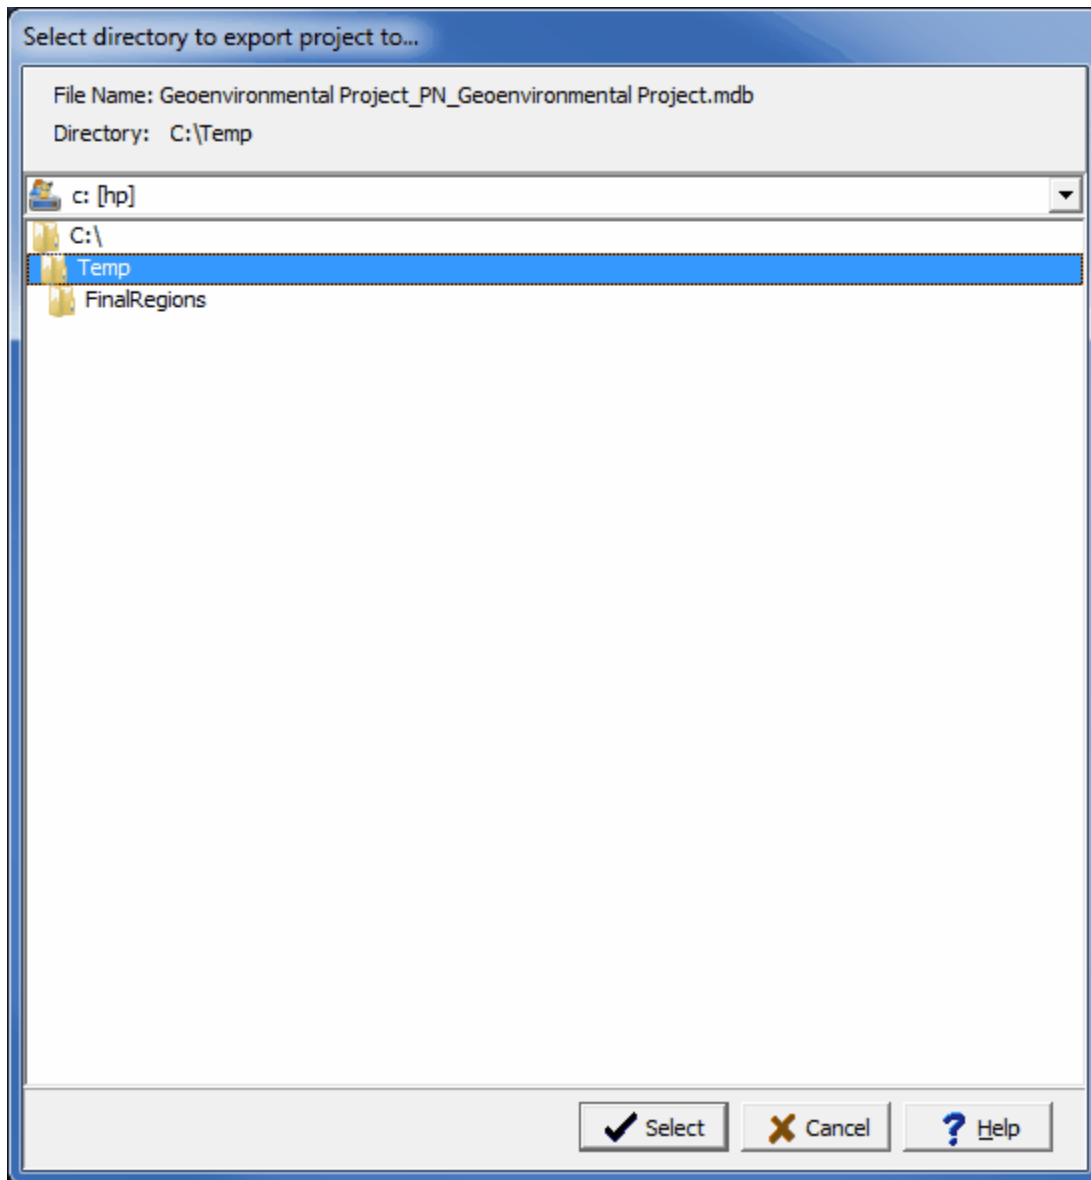 Select directory to export project to...
File Name: Geoenvironmental Project_PN_Geoenvironmental Project.mdb
Directory: C:\Temp
c: [hp]
C:\
Temp
FinalRegions
Select Cancel Help